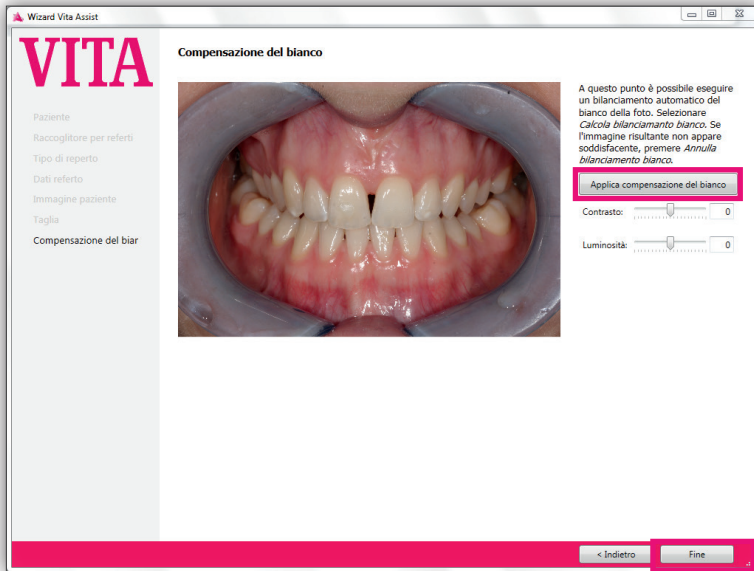 Wizard Vita Assist
VITA
Paziente
Raccoglitore per referti
Tipo di reperto
Dati referto
Immagine paziente
Taglia
Compensazione del biar
Compensazione del bianco
A questo punto è possibile eseguire
un bilanciamento automatico del
bianco della foto. Selezionare
Calcola bilanciamanto bianco. Se
l'immagine risultante non appare
soddisfacente, premere Annulla
bilanciamento bianco.
Applica compensazione del bianco
Contrasto: 0
Luminosità: 0
< Indietro
Fine